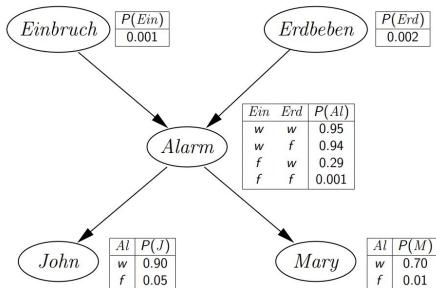 Einbruch
P(Ein)
0.001
Erdbeben
P(Erd)
0.002
Alarm
Ein Erd P(Al)
w w 0.95
w f 0.94
f w 0.29
f f 0.001
John
Al P(J)
w 0.90
f 0.05
Mary
Al P(M)
w 0.70
f 0.01